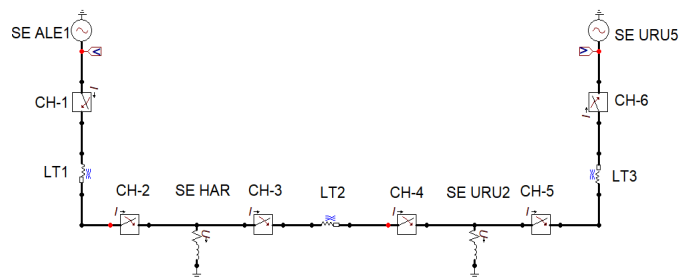 SE ALE1
SE URU5
V
V
I
CH-1
I
CH-6
LT1
LT3
CH-2
SE HAR
CH-3
LT2
CH-4
SE URU2
CH-5
I
I
I
I
U
U